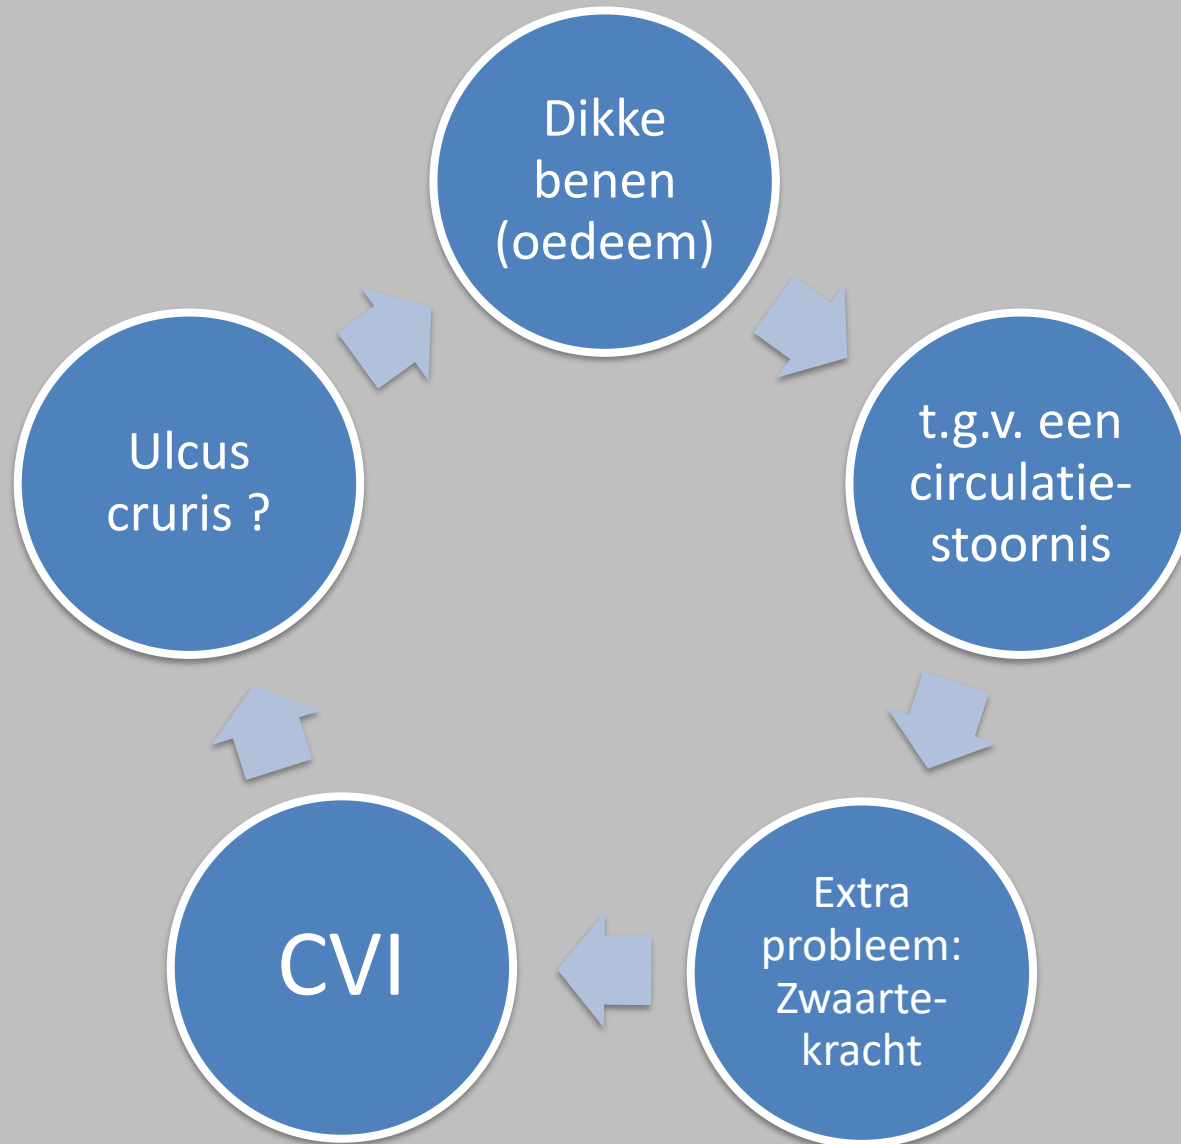 Dikke
benen
(oedeem)
t.g.v. een
circulatie-
stoornis
Extra
probleem:
Zwaarte-
kracht
CVI
Ulcus
cruris ?